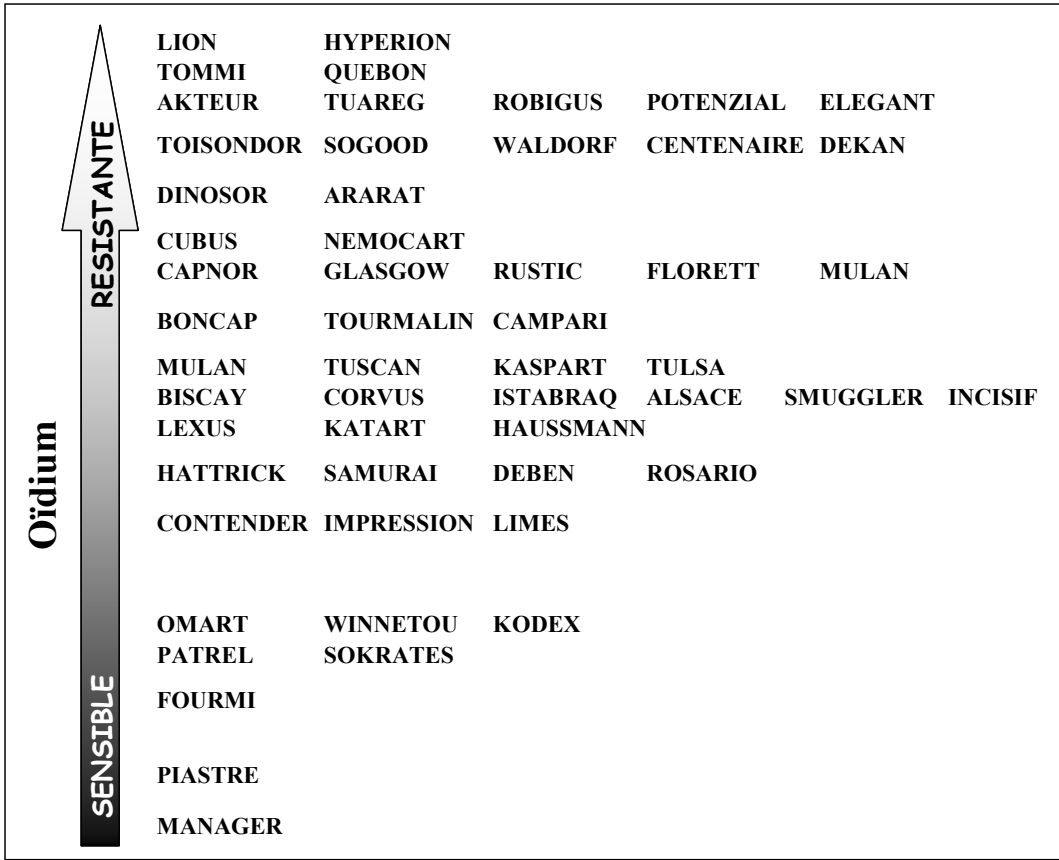 LION HYPERION
TOMMI QUEBON
AKTEUR TUAREG ROBIGUS POTENZIAL ELEGANT
TOISONDOR SOGOOD WALDORF CENTENAIRE DEKAN
DINOSOR ARARAT
CUBUS NEMOCART
CAPNOR GLASGOW RUSTIC FLORETT MULAN
BONCAP TOURMALIN CAMPARI
MULAN TUSCAN KASPART TULSA
BISCAY CORVUS ISTABRAQ ALSACE SMUGGLER INCISIF
LEXUS KATART HAUSSMANN
HATTRICK SAMURAI DEBEN ROSARIO
CONTENDER IMPRESSION LIMES
OMART WINNETOU KODEX
PATREL SOKRATES
FOURMI
PIASTRE
MANAGER
RESISTANTE
SENSIBLE
Oïdium